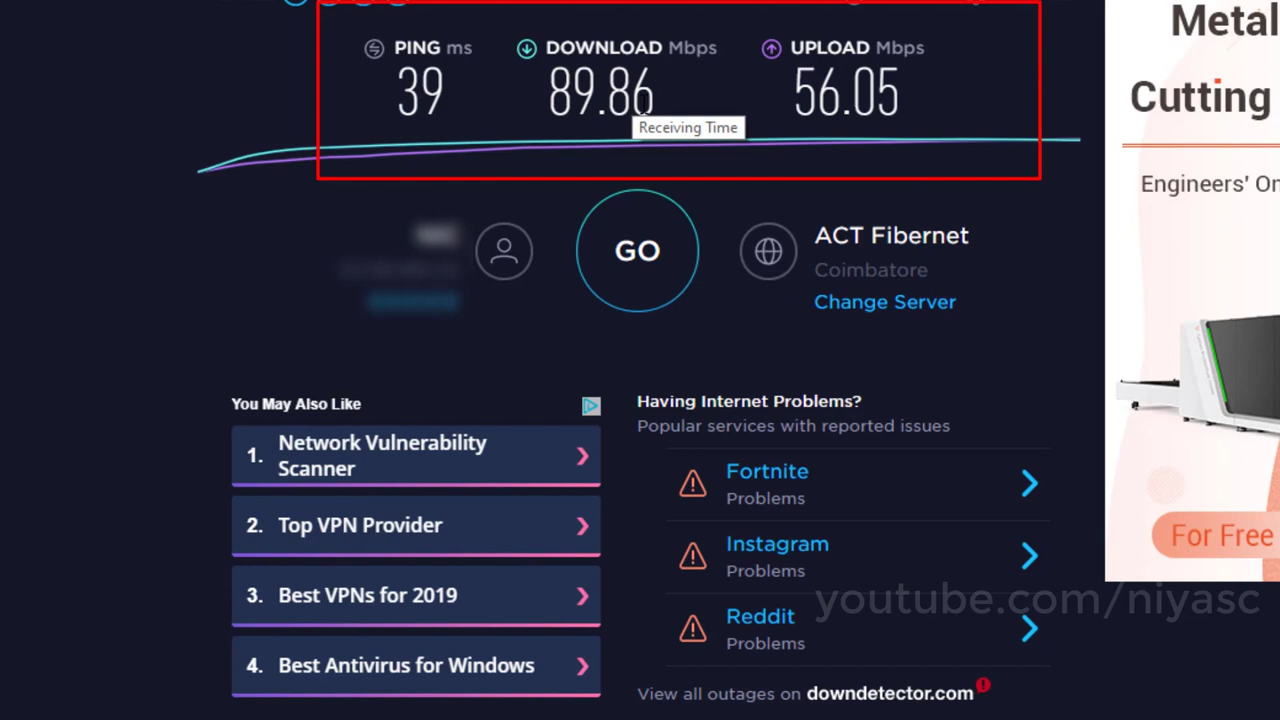 PING ms
39
DOWNLOAD Mbps
89.86
UPLOAD Mbps
56.05
Receiving Time
GO
ACT Fibernet
Coimbatore
Change Server
You May Also Like
1. Network Vulnerability
Scanner
2. Top VPN Provider
3. Best VPNs for 2019
4. Best Antivirus for Windows
Having Internet Problems?
Popular services with reported issues
Fortnite
Problems
Instagram
Problems
Reddit
Problems
View all outages on downdetector.com
Metal
Cutting
Engineers'
For Free
youtube.com/niyasc